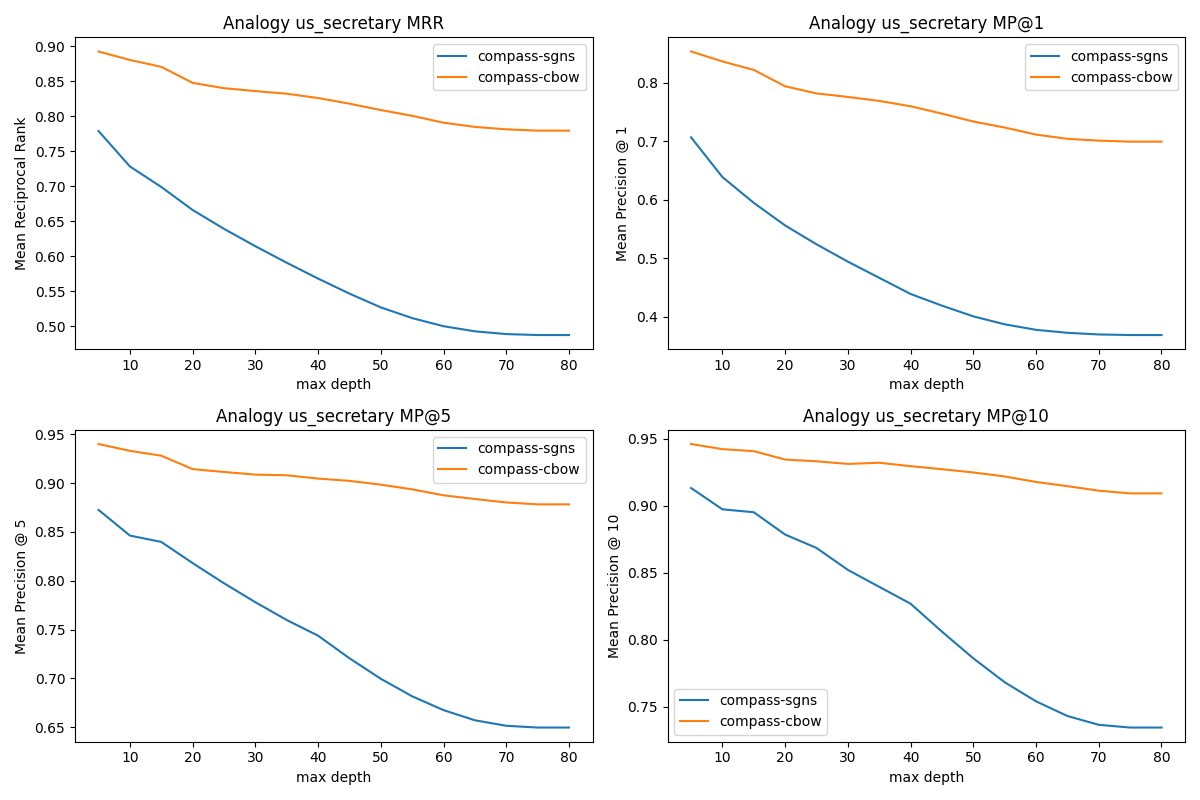 Analogy us_secretary MRR
Mean Reciprocal Rank
0.90
0.85
0.80
0.75
0.70
0.65
0.60
0.55
0.50
compass-sgns
compass-cbow
10 20 30 40 50 60 70 80
max depth
Analogy us_secretary MP@1
Mean Precision @ 1
0.8
0.7
0.6
0.5
0.4
compass-sgns
compass-cbow
10 20 30 40 50 60 70 80
max depth
Analogy us_secretary MP@5
Mean Precision @ 5
0.95
0.90
0.85
0.80
0.75
0.70
0.65
compass-sgns
compass-cbow
10 20 30 40 50 60 70 80
max depth
Analogy us_secretary MP@10
Mean Precision @ 10
0.95
0.90
0.85
0.80
0.75
compass-sgns
compass-cbow
10 20 30 40 50 60 70 80
max depth